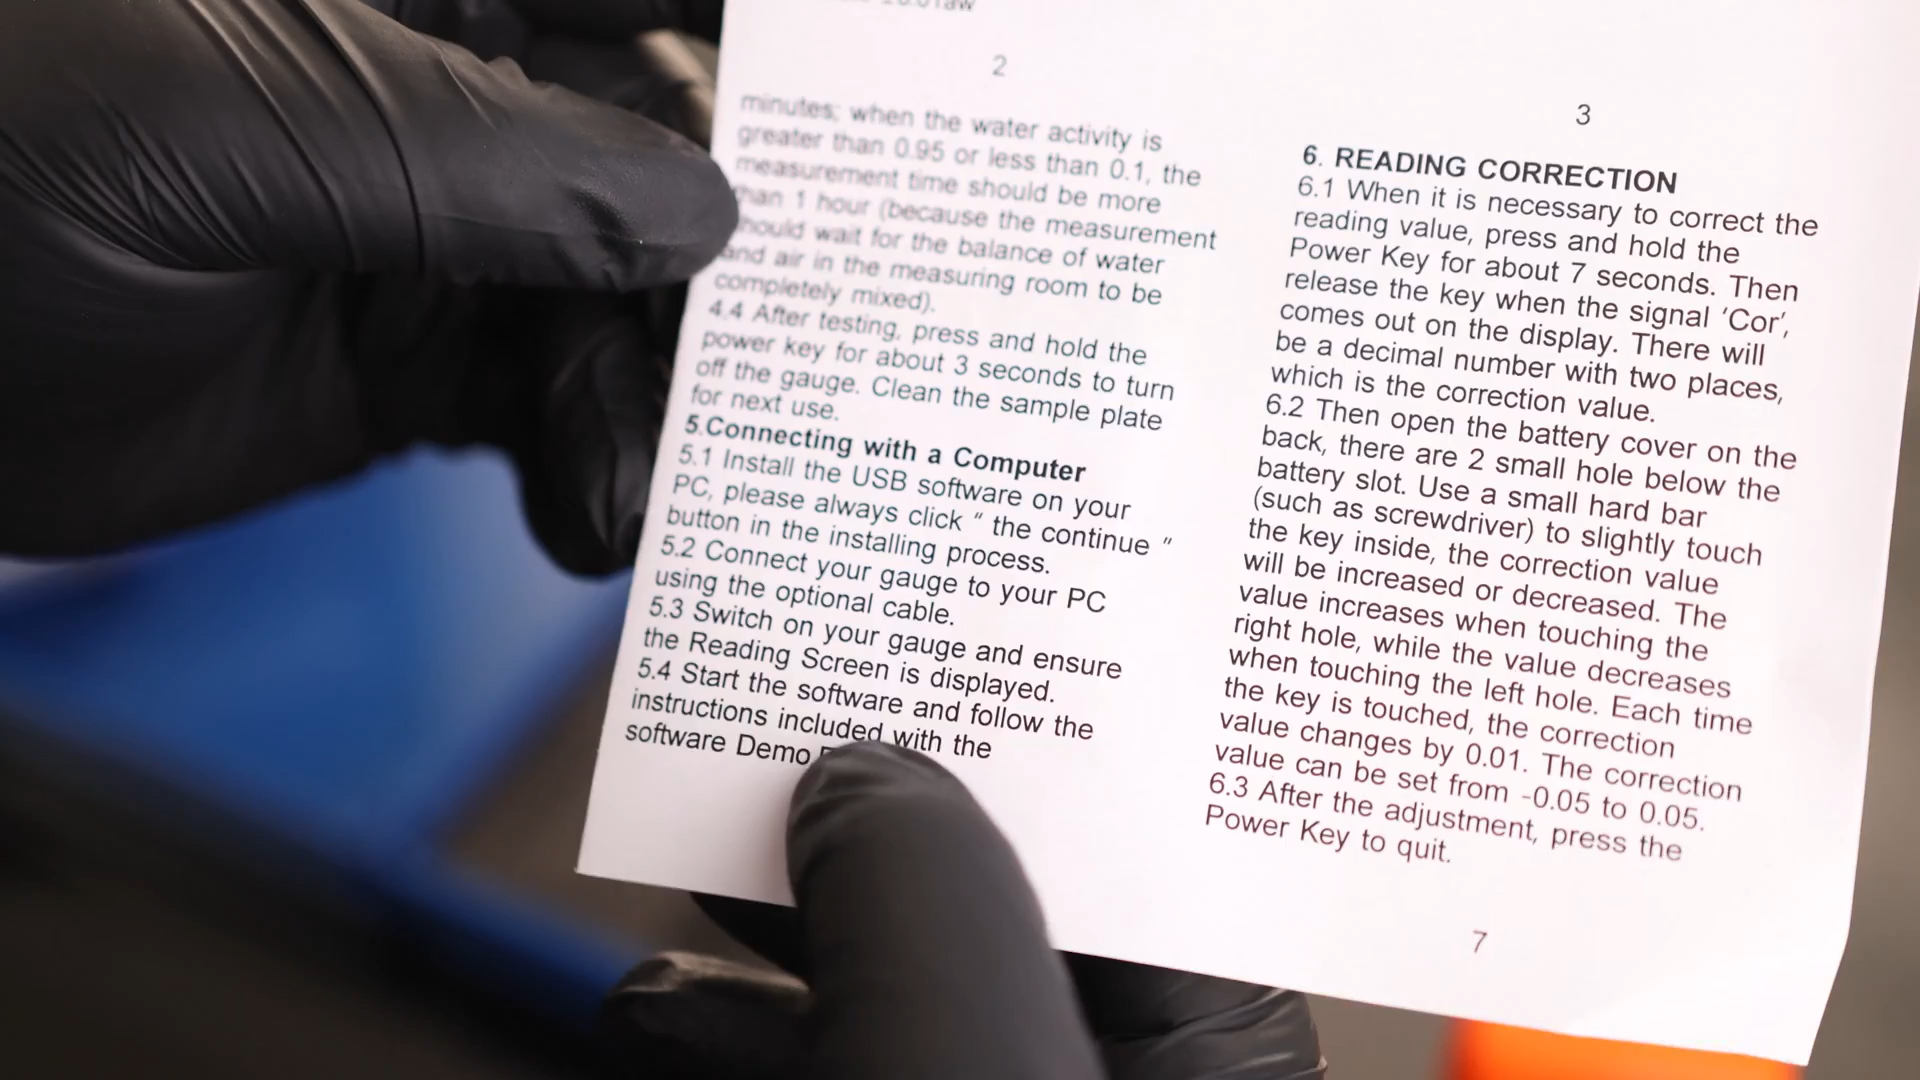 2
minutes; when the water activity is
greater than 0.95 or less than 0.1, the
measurement time should be more
than 1 hour (because the measurement
should wait for the balance of water
and air in the measuring room to be
completely mixed).
4.4 After testing, press and hold the
power key for about 3 seconds to turn
off the gauge. Clean the sample plate
for next use.
5.Connecting with a Computer
5.1 Install the USB software on your
PC, please always click “ the continue ”
button in the installing process.
5.2 Connect your gauge to your PC
using the optional cable.
5.3 Switch on your gauge and ensure
the Reading Screen is displayed.
5.4 Start the software and follow the
instructions included with the
software Demo
3
6. READING CORRECTION
6.1 When it is necessary to correct the
reading value, press and hold the
Power Key for about 7 seconds. Then
release the key when the signal ‘Cor’,
comes out on the display. There will
be a decimal number with two places,
which is the correction value.
6.2 Then open the battery cover on the
back, there are 2 small hole below the
battery slot. Use a small hard bar
(such as screwdriver) to slightly touch
the key inside, the correction value
will be increased or decreased. The
value increases when touching the
right hole, while the value decreases
when touching the left hole. Each time
the key is touched, the correction
value changes by 0.01. The correction
value can be set from -0.05 to 0.05.
6.3 After the adjustment, press the
Power Key to quit.
7